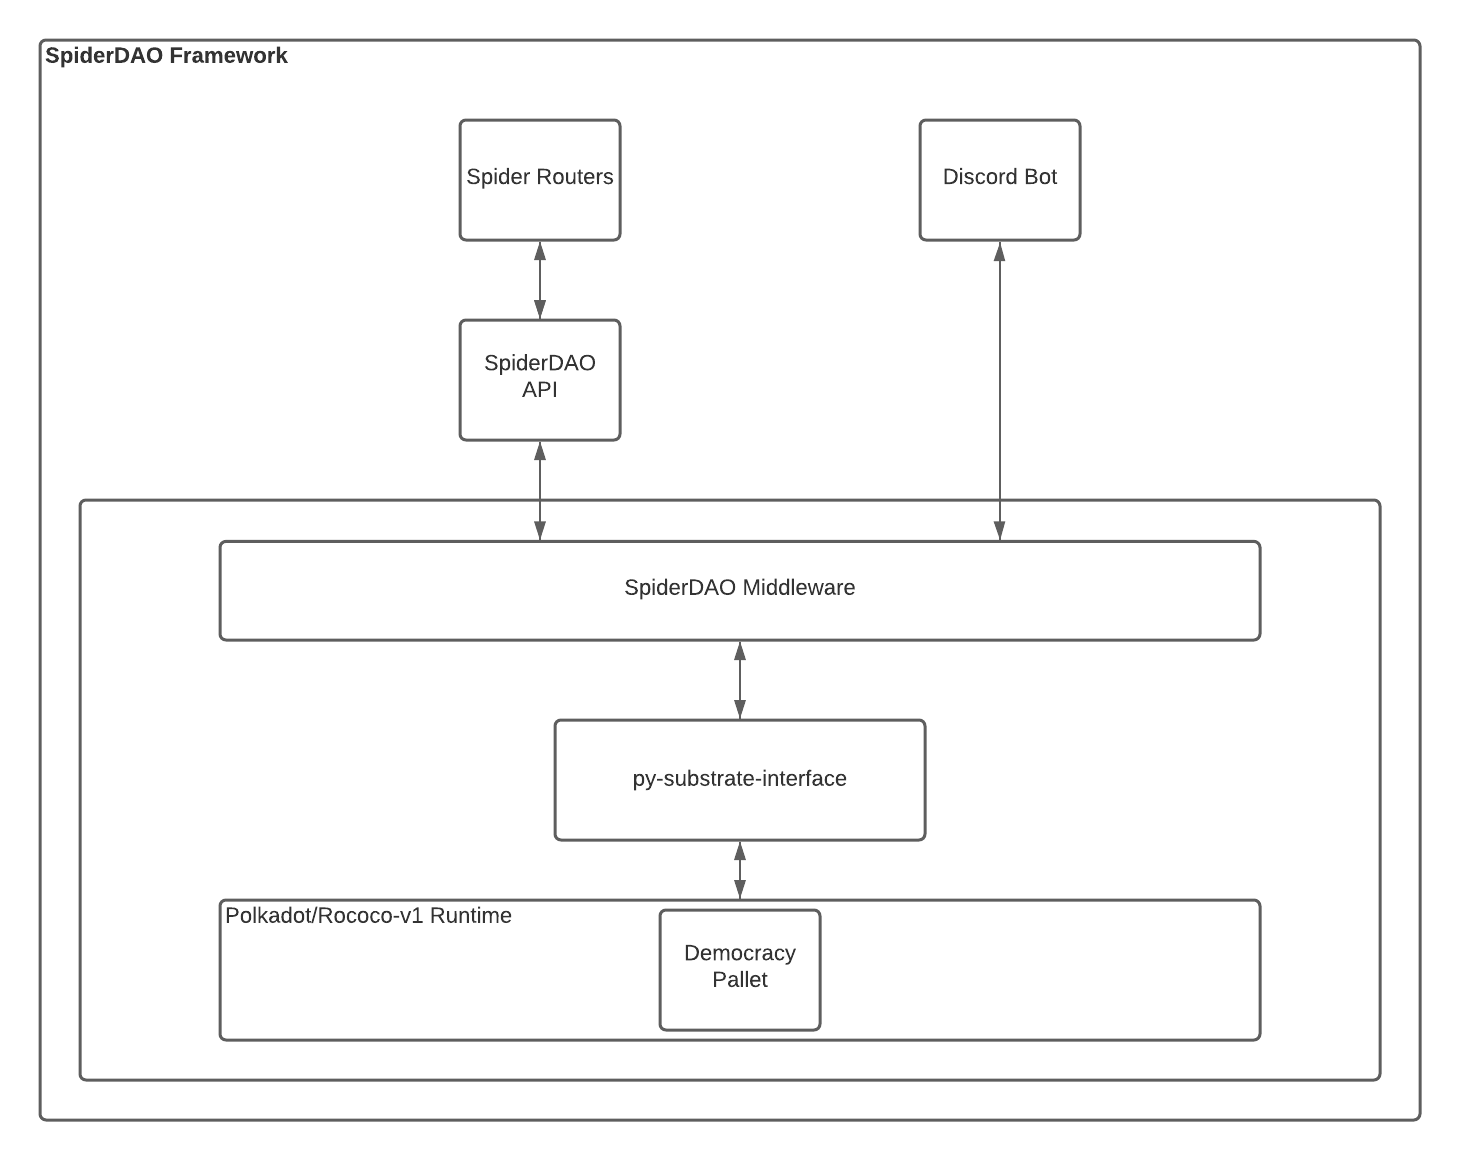 SpiderDAO Framework
Spider Routers
Discord Bot
SpiderDAO
API
SpiderDAO Middleware
py-substrate-interface
Polkadot/Rococo-v1 Runtime
Democracy
Pallet